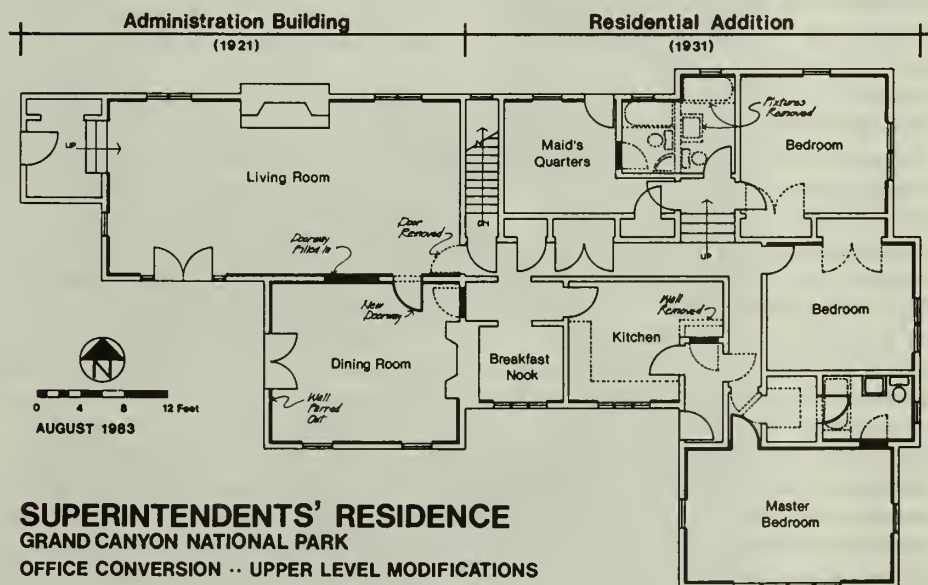 Administration Building
(1921)
Residential Addition
(1931)
UP
Living Room
Doorway
Filled In
Door
Removed
DN
Maid's
Quarters
Fixtures
Removed
Bedroom
UP
New
Doorway
Dining Room
Wall
Furred
Out
Breakfast
Nook
Kitchen
Wall
Removed
Bedroom
Master
Bedroom
N
0 4 8 12 Feet
AUGUST 1983
SUPERINTENDENTS' RESIDENCE
GRAND CANYON NATIONAL PARK
OFFICE CONVERSION ·· UPPER LEVEL MODIFICATIONS